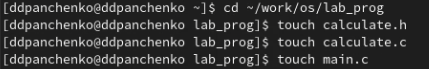 [ddpanchenko@ddpanchenko ~]$ cd ~/work/os/lab_prog
[ddpanchenko@ddpanchenko lab_prog]$ touch calculate.h
[ddpanchenko@ddpanchenko lab_prog]$ touch calculate.c
[ddpanchenko@ddpanchenko lab_prog]$ touch main.c